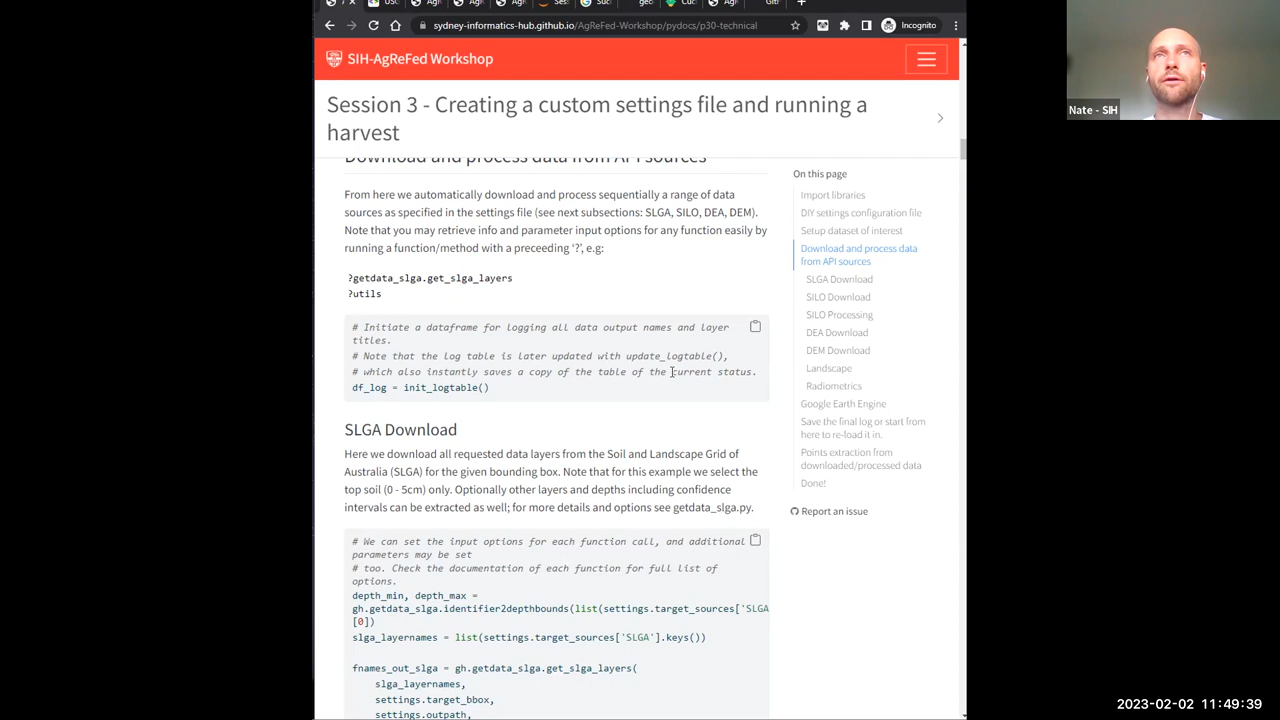 sydney-informatics-hub.github.io/AgReFed-Workshop/pydocs/p30-technical
Incognito
SIH-AgReFed Workshop
Session 3 - Creating a custom settings file and running a
harvest
Download and process data from API sources
From here we automatically download and process sequentially a range of data
sources as specified in the settings file (see next subsections: SLGA, SILO, DEA, DEM).
Note that you may retrieve info and parameter input options for any function easily by
running a function/method with a preceeding '?', e.g:
?getdata_slga.get_slga_layers
?utils
# Initiate a dataframe for logging all data output names and layer
titles.
# Note that the log table is later updated with update_logtable(),
# which also instantly saves a copy of the table of the current status.
df_log = init_logtable()
SLGA Download
Here we download all requested data layers from the Soil and Landscape Grid of
Australia (SLGA) for the given bounding box. Note that for this example we select the
top soil (0 - 5cm) only. Optionally other layers and depths including confidence
intervals can be extracted as well; for more details and options see getdata_slga.py.
# We can set the input options for each function call, and additional
parameters may be set
# too. Check the documentation of each function for full list of
options.
depth_min, depth_max =
gh.getdata_slga.identifier2depthbounds(list(settings.target_sources['SLGA
[0])
slga_layernames = list(settings.target_sources['SLGA'].keys())
fnames_out_slga = gh.getdata_slga.get_slga_layers(
slga_layernames,
settings.target_bbox,
settings.outpath,
On this page
Import libraries
DIY settings configuration file
Setup dataset of interest
Download and process data
from API sources
SLGA Download
SILO Download
SILO Processing
DEA Download
DEM Download
Landscape
Radiometrics
Google Earth Engine
Save the final log or start from
here to re-load it in.
Points extraction from
downloaded/processed data
Done!
Report an issue
Nate - SIH
2023-02-02 11:49:39